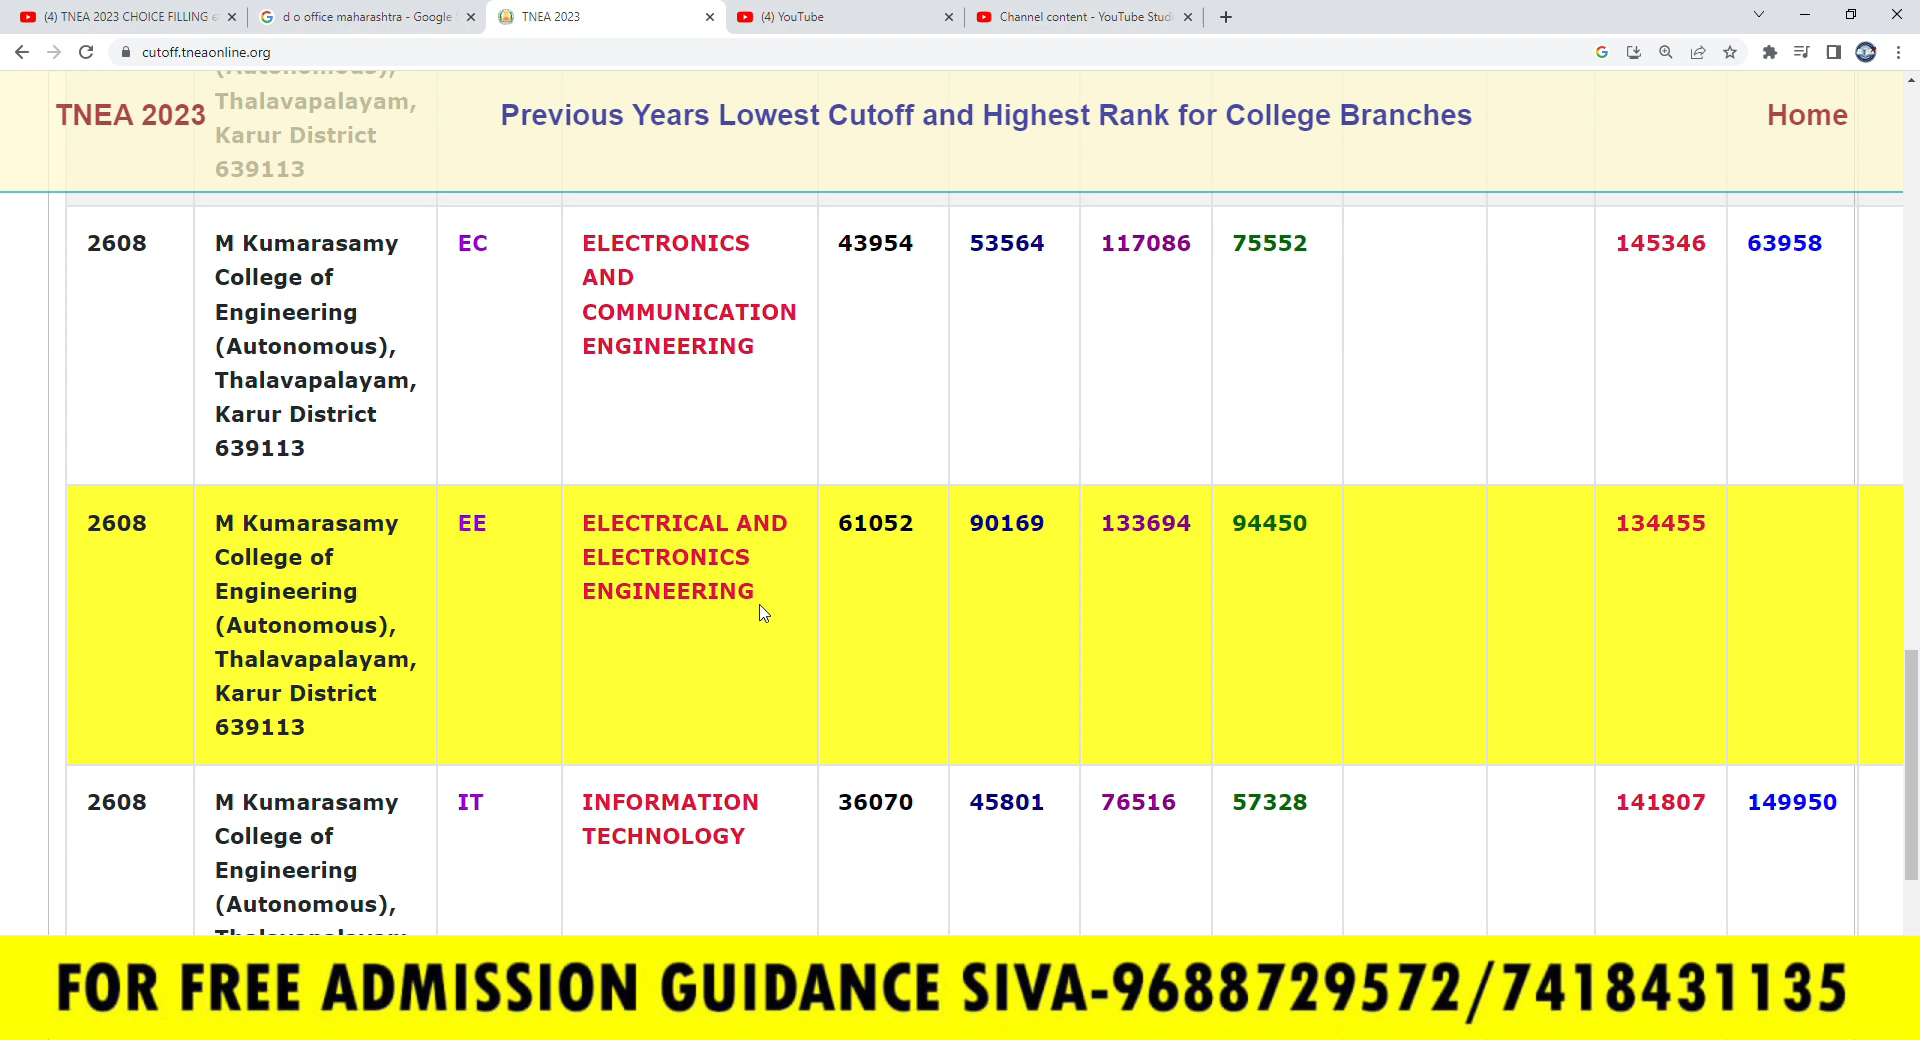 (4) TNEA 2023 CHOICE FILLING
d o office maharashtra - Google
TNEA 2023
(4) YouTube
Channel content - YouTube Studi
cutoff.tneaonline.org
(Autonomous),
Thalavapalayam,
Karur District
639113
TNEA 2023
Previous Years Lowest Cutoff and Highest Rank for College Branches
Home
2608
M Kumarasamy
College of
Engineering
(Autonomous),
Thalavapalayam,
Karur District
639113
EC
ELECTRONICS
AND
COMMUNICATION
ENGINEERING
43954
53564
117086
75552
145346
63958
2608
M Kumarasamy
College of
Engineering
(Autonomous),
Thalavapalayam,
Karur District
639113
EE
ELECTRICAL AND
ELECTRONICS
ENGINEERING
61052
90169
133694
94450
134455
2608
M Kumarasamy
College of
Engineering
(Autonomous),
Thalavapalayam,
IT
INFORMATION
TECHNOLOGY
36070
45801
76516
57328
141807
149950
FOR FREE ADMISSION GUIDANCE SIVA-9688729572/7418431135